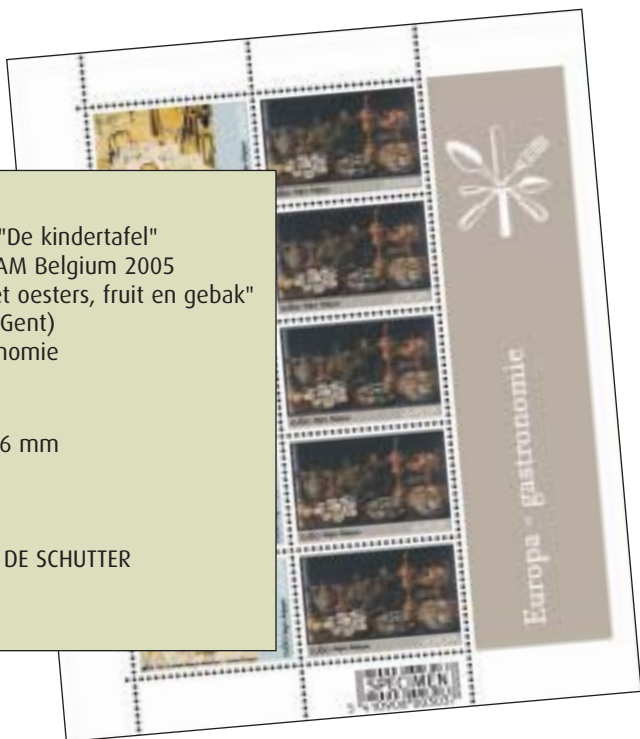 "De kindertafel"
AM Belgium 2005
et oesters, fruit en gebak"
Gent)
nomie
6 mm
DE SCHUTTER
Europa - gastronomie
SPECIMEN